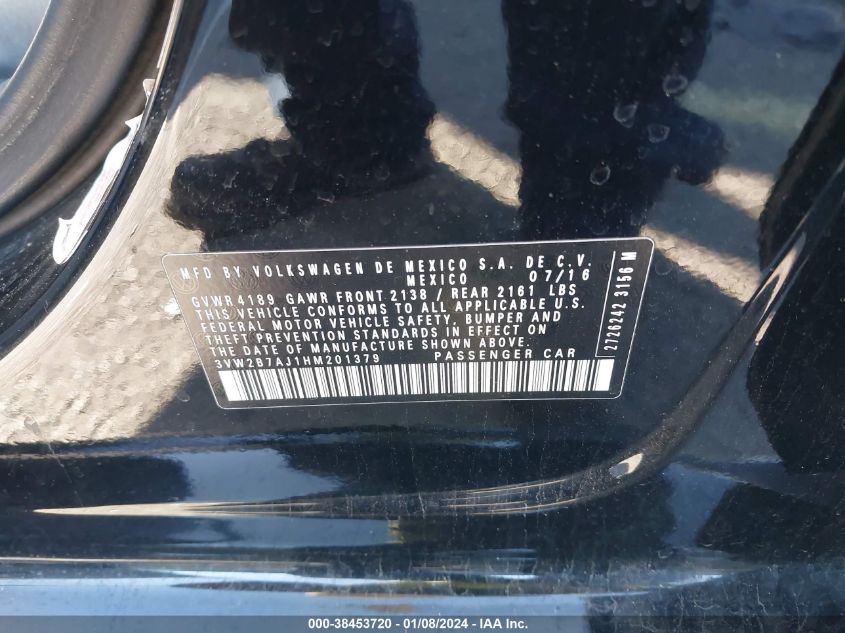 MFD BY VOLKSWAGEN DE MEXICO S.A. DE C.V.
MEXICO 07/16
GVWR 4189 GAWR FRONT 2138 / REAR 2161 LBS
THIS VEHICLE CONFORMS TO ALL APPLICABLE U.S.
FEDERAL MOTOR VEHICLE SAFETY, BUMPER AND
THEFT PREVENTION STANDARDS IN EFFECT ON
THE DATE OF MANUFACTURE SHOWN ABOVE.
3VW2B7AJ1HM201379 PASSENGER CAR
2726242 3156 M
000-38453720 - 01/08/2024 - IAA Inc.